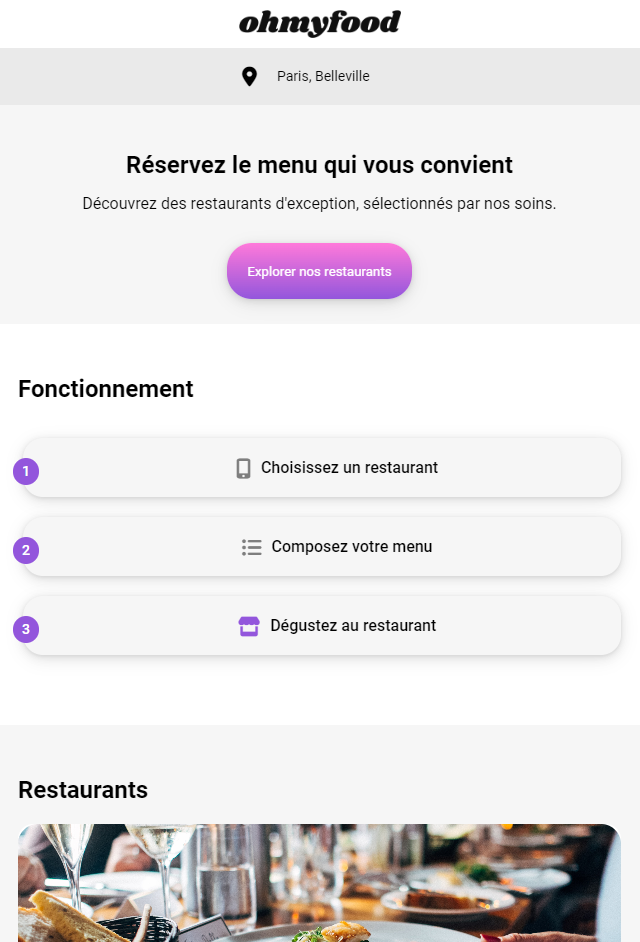 ohmyfood
Paris, Belleville
Réservez le menu qui vous convient
Découvrez des restaurants d'exception, sélectionnés par nos soins.
Explorer nos restaurants
Fonctionnement
1 Choisissez un restaurant
2 Composez votre menu
3 Dégustez au restaurant
Restaurants